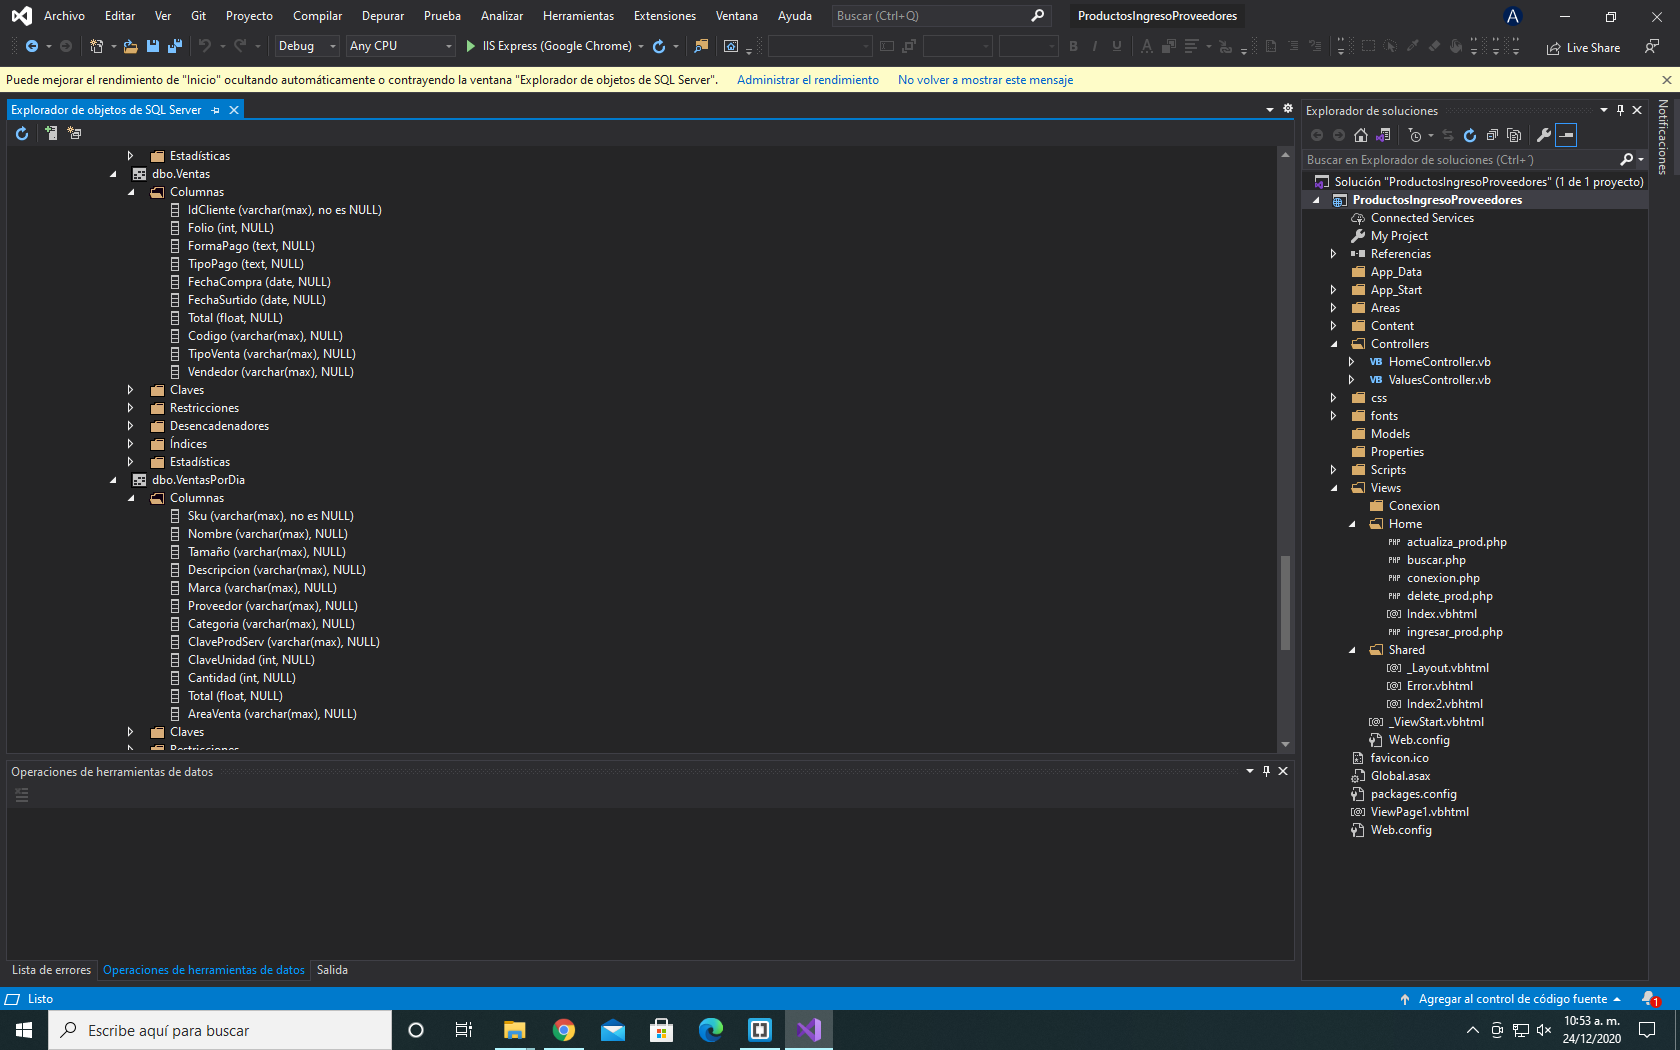 Archivo Editar Ver Git Proyecto Compilar Depurar Prueba Analizar Herramientas Extensiones Ventana Ayuda Buscar (Ctrl+Q) ProductosIngresoProveedores A
Debug Any CPU IIS Express (Google Chrome) B I U A Live Share
Puede mejorar el rendimiento de "Inicio" ocultando automáticamente o contrayendo la ventana "Explorador de objetos de SQL Server". Administrar el rendimiento No volver a mostrar este mensaje
Explorador de objetos de SQL Server
Estadísticas
dbo.Ventas
Columnas
IdCliente (varchar(max), no es NULL)
Folio (int, NULL)
FormaPago (text, NULL)
TipoPago (text, NULL)
FechaCompra (date, NULL)
FechaSurtido (date, NULL)
Total (float, NULL)
Codigo (varchar(max), NULL)
TipoVenta (varchar(max), NULL)
Vendedor (varchar(max), NULL)
Claves
Restricciones
Desencadenadores
Índices
Estadísticas
dbo.VentasPorDia
Columnas
Sku (varchar(max), no es NULL)
Nombre (varchar(max), NULL)
Tamaño (varchar(max), NULL)
Descripcion (varchar(max), NULL)
Marca (varchar(max), NULL)
Proveedor (varchar(max), NULL)
Categoria (varchar(max), NULL)
ClaveProdServ (varchar(max), NULL)
ClaveUnidad (int, NULL)
Cantidad (int, NULL)
Total (float, NULL)
AreaVenta (varchar(max), NULL)
Claves
Restricciones
Operaciones de herramientas de datos
Lista de errores Operaciones de herramientas de datos Salida
Explorador de soluciones
Buscar en Explorador de soluciones (Ctrl+´)
Solución "ProductosIngresoProveedores" (1 de 1 proyecto)
ProductosIngresoProveedores
Connected Services
My Project
Referencias
App_Data
App_Start
Areas
Content
Controllers
VB HomeController.vb
VB ValuesController.vb
css
fonts
Models
Properties
Scripts
Views
Conexion
Home
PHP actualiza_prod.php
PHP buscar.php
PHP conexion.php
PHP delete_prod.php
[@] Index.vbhtml
PHP ingresar_prod.php
Shared
[@] _Layout.vbhtml
[@] Error.vbhtml
[@] Index2.vbhtml
[@] _ViewStart.vbhtml
Web.config
favicon.ico
Global.asax
packages.config
[@] ViewPage1.vbhtml
Web.config
Notificaciones
Listo Agregar al control de código fuente 1
Escribe aquí para buscar
10:53 a. m.
24/12/2020